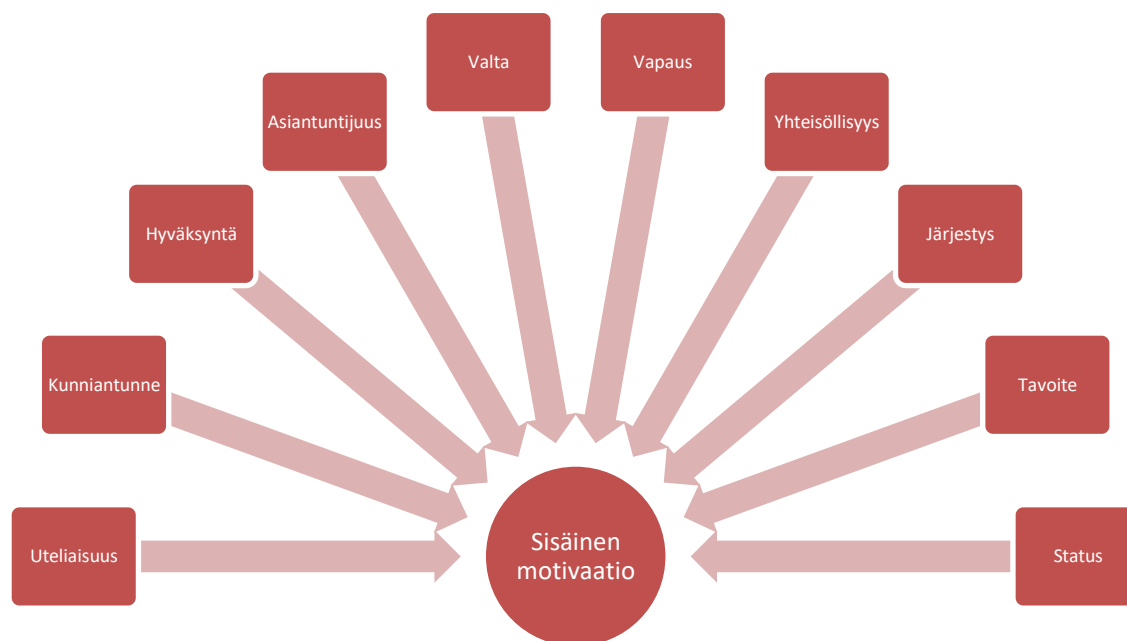 Valta
Vapaus
Asiantuntijuus
Yhteisöllisyys
Hyväksyntä
Järjestys
Kunniantunne
Tavoite
Uteliaisuus
Sisäinen
motivaatio
Status